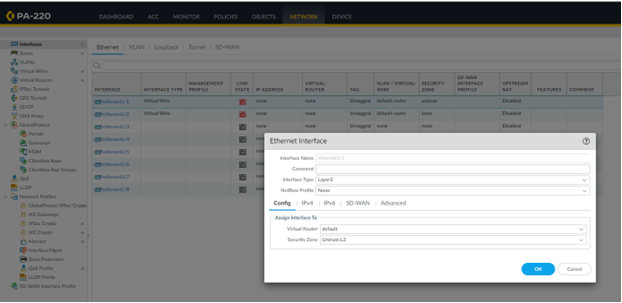 PA-220
DASHBOARD ACC MONITOR POLICIES OBJECTS NETWORK DEVICE
Interfaces
Zones
VLANs
Virtual Wires
Virtual Routers
IPSec Tunnels
GRE Tunnels
DHCP
DNS Proxy
GlobalProtect
Portals
Gateways
MDM
Clientless Apps
Clientless App Groups
QoS
LLDP
Network Profiles
GlobalProtect IPSec Crypto
IKE Gateways
IPSec Crypto
IKE Crypto
Monitor
Interface Mgmt
Zone Protection
QoS Profile
LLDP Profile
SD-WAN Interface Profile
Ethernet VLAN Loopback Tunnel SD-WAN
INTERFACE INTERFACE TYPE MANAGEMENT PROFILE LINK STATE IP ADDRESS VIRTUAL ROUTER TAG VLAN / VIRTUAL-WIRE SECURITY ZONE SD-WAN INTERFACE PROFILE UPSTREAM NAT FEATURES COMMENT
ethernet1/1 Virtual Wire none none Untagged default-vwire untrust Disabled
ethernet1/2 Virtual Wire none none Untagged default-vwire trust Disabled
ethernet1/3 none none Untagged none none Disabled
ethernet1/4
ethernet1/5
ethernet1/6
ethernet1/7
ethernet1/8
Ethernet Interface
Interface Name ethernet1/3
Comment
Interface Type Layer3
Netflow Profile None
Config IPv4 IPv6 SD-WAN Advanced
Assign Interface To
Virtual Router default
Security Zone Untrust-L3
OK Cancel